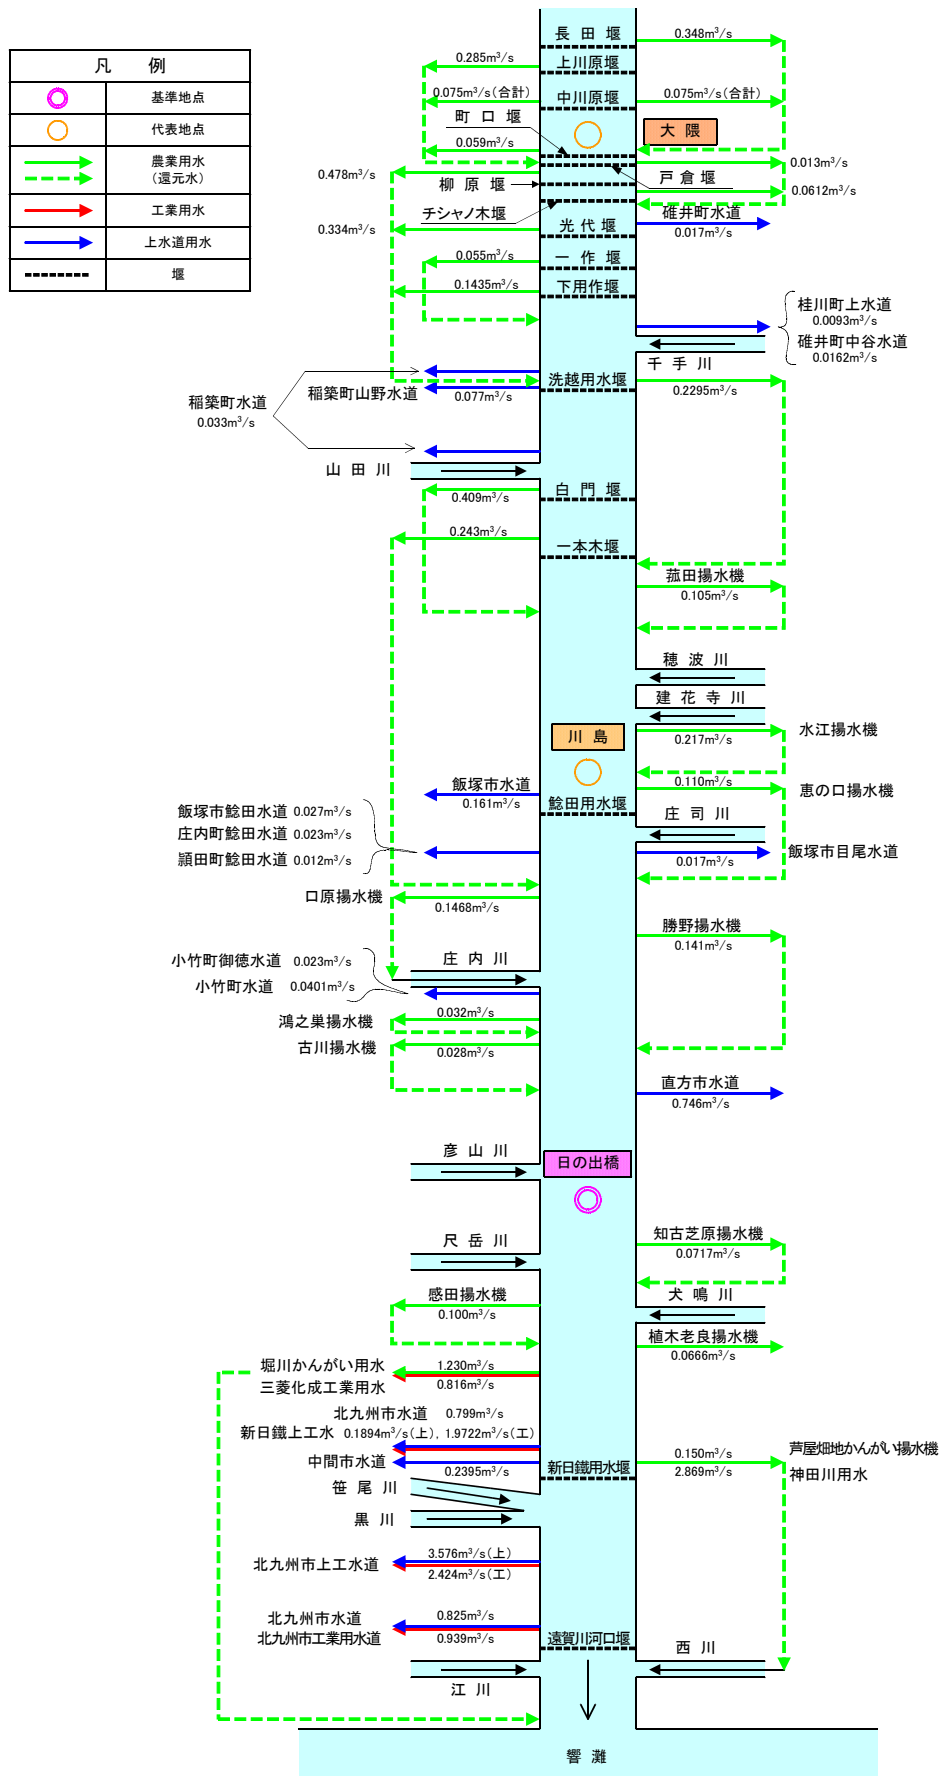 凡 例
基準地点
代表地点
農業用水
(還元水)
工業用水
上水道用水
堰
長田堰
0.348m³/s
0.285m³/s
上川原堰
0.075m³/s(合計)
中川原堰
0.075m³/s(合計)
町口堰
大隈
0.059m³/s
0.013m³/s
0.478m³/s
戸倉堰
柳原堰
0.0612m³/s
チシャノ木堰
碓井町水道
0.017m³/s
0.334m³/s
光代堰
0.055m³/s
一作堰
0.1435m³/s
下用作堰
桂川町上水道
0.0093m³/s
碓井町中谷水道
0.0162m³/s
千手川
洗越用水堰
0.2295m³/s
稲築町山野水道
0.077m³/s
稲築町水道
0.033m³/s
山田川
白門堰
0.409m³/s
0.243m³/s
一本木堰
菰田揚水機
0.105m³/s
穂波川
建花寺川
川島
0.217m³/s
水江揚水機
飯塚市水道
0.161m³/s
0.110m³/s
恵の口揚水機
鯰田用水堰
飯塚市鯰田水道 0.027m³/s
庄内町鯰田水道 0.023m³/s
頴田町鯰田水道 0.012m³/s
庄司川
0.017m³/s
飯塚市目尾水道
口原揚水機
0.1468m³/s
勝野揚水機
0.141m³/s
庄内川
小竹町御徳水道 0.023m³/s
小竹町水道 0.0401m³/s
鴻之巣揚水機
0.032m³/s
古川揚水機
0.028m³/s
直方市水道
0.746m³/s
彦山川
日の出橋
尺岳川
知古芝原揚水機
0.0717m³/s
感田揚水機
0.100m³/s
犬鳴川
植木老良揚水機
0.0666m³/s
堀川かんがい用水
1.230m³/s
三菱化成工業用水
0.816m³/s
北九州市水道 0.799m³/s
新日鐵上工水 0.1894m³/s(上), 1.9722m³/s(工)
中間市水道
0.2395m³/s
新日鐵用水堰
0.150m³/s
芦屋畑地かんがい揚水機
2.869m³/s
神田川用水
笹尾川
黒川
3.576m³/s(上)
北九州市上工水道
2.424m³/s(工)
北九州市水道
0.825m³/s
北九州市工業用水道
0.939m³/s
遠賀川河口堰
西川
江川
響灘